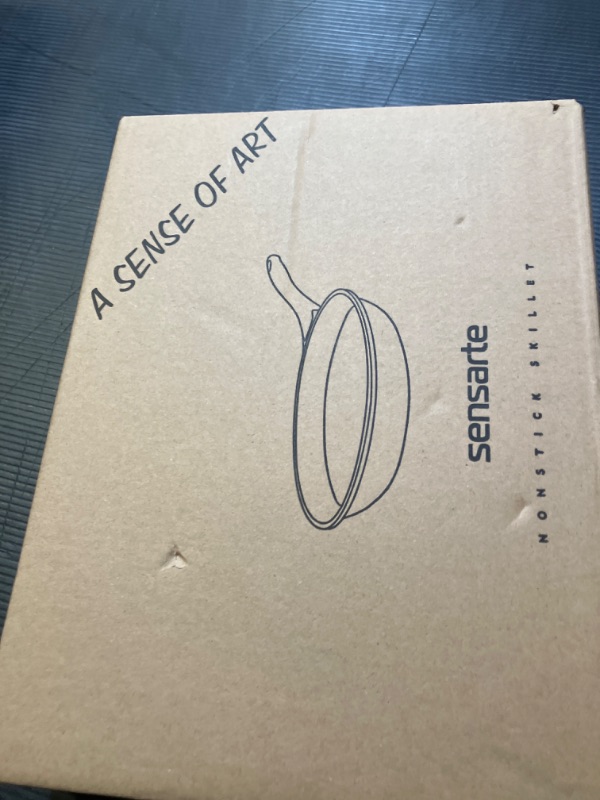 A SENSE OF ART
sensarte
NONSTICK SKILLET